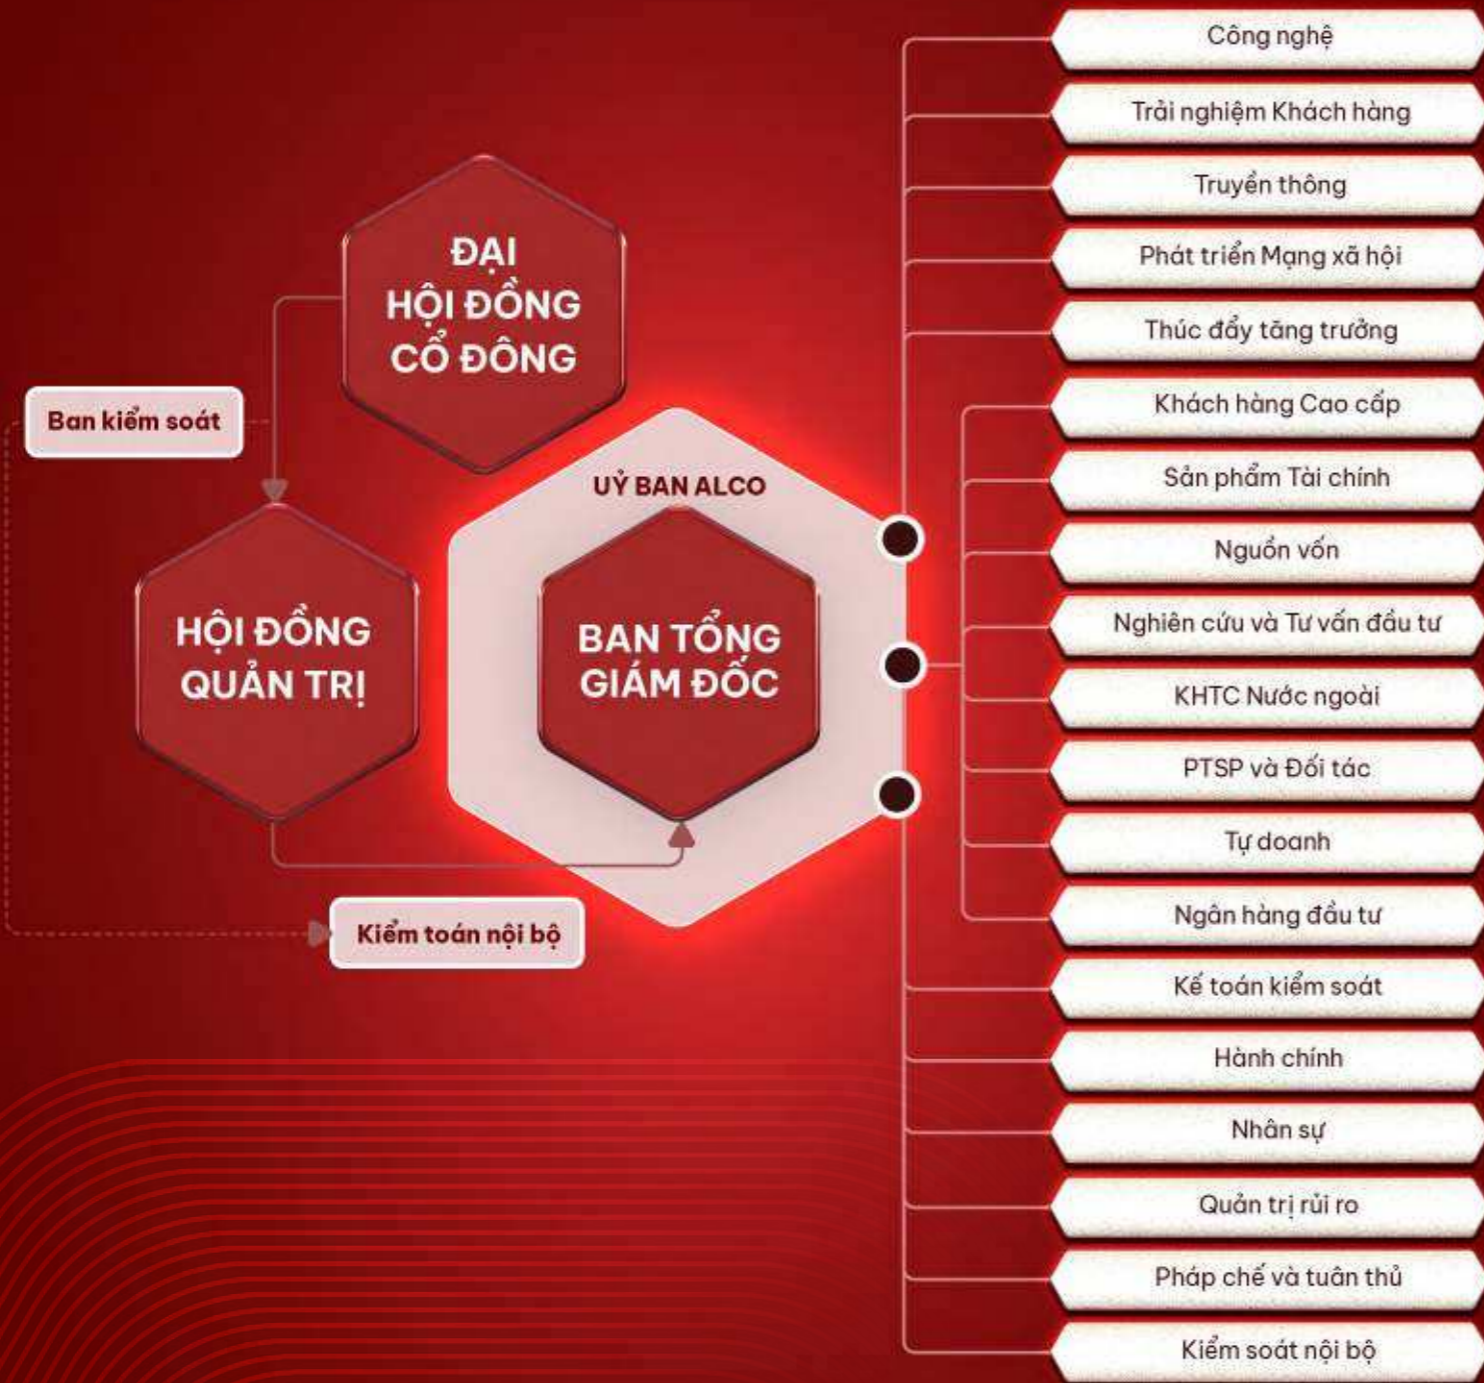 ĐẠI
HỘI ĐỒNG
CỔ ĐÔNG
Ban kiểm soát
HỘI ĐỒNG
QUẢN TRỊ
UỶ BAN ALCO
BAN TỔNG
GIÁM ĐỐC
Kiểm toán nội bộ
Công nghệ
Trải nghiệm Khách hàng
Truyền thông
Phát triển Mạng xã hội
Thúc đẩy tăng trưởng
Khách hàng Cao cấp
Sản phẩm Tài chính
Nguồn vốn
Nghiên cứu và Tư vấn đầu tư
KHTC Nước ngoài
PTSP và Đối tác
Tự doanh
Ngân hàng đầu tư
Kế toán kiểm soát
Hành chính
Nhân sự
Quản trị rủi ro
Pháp chế và tuân thủ
Kiểm soát nội bộ